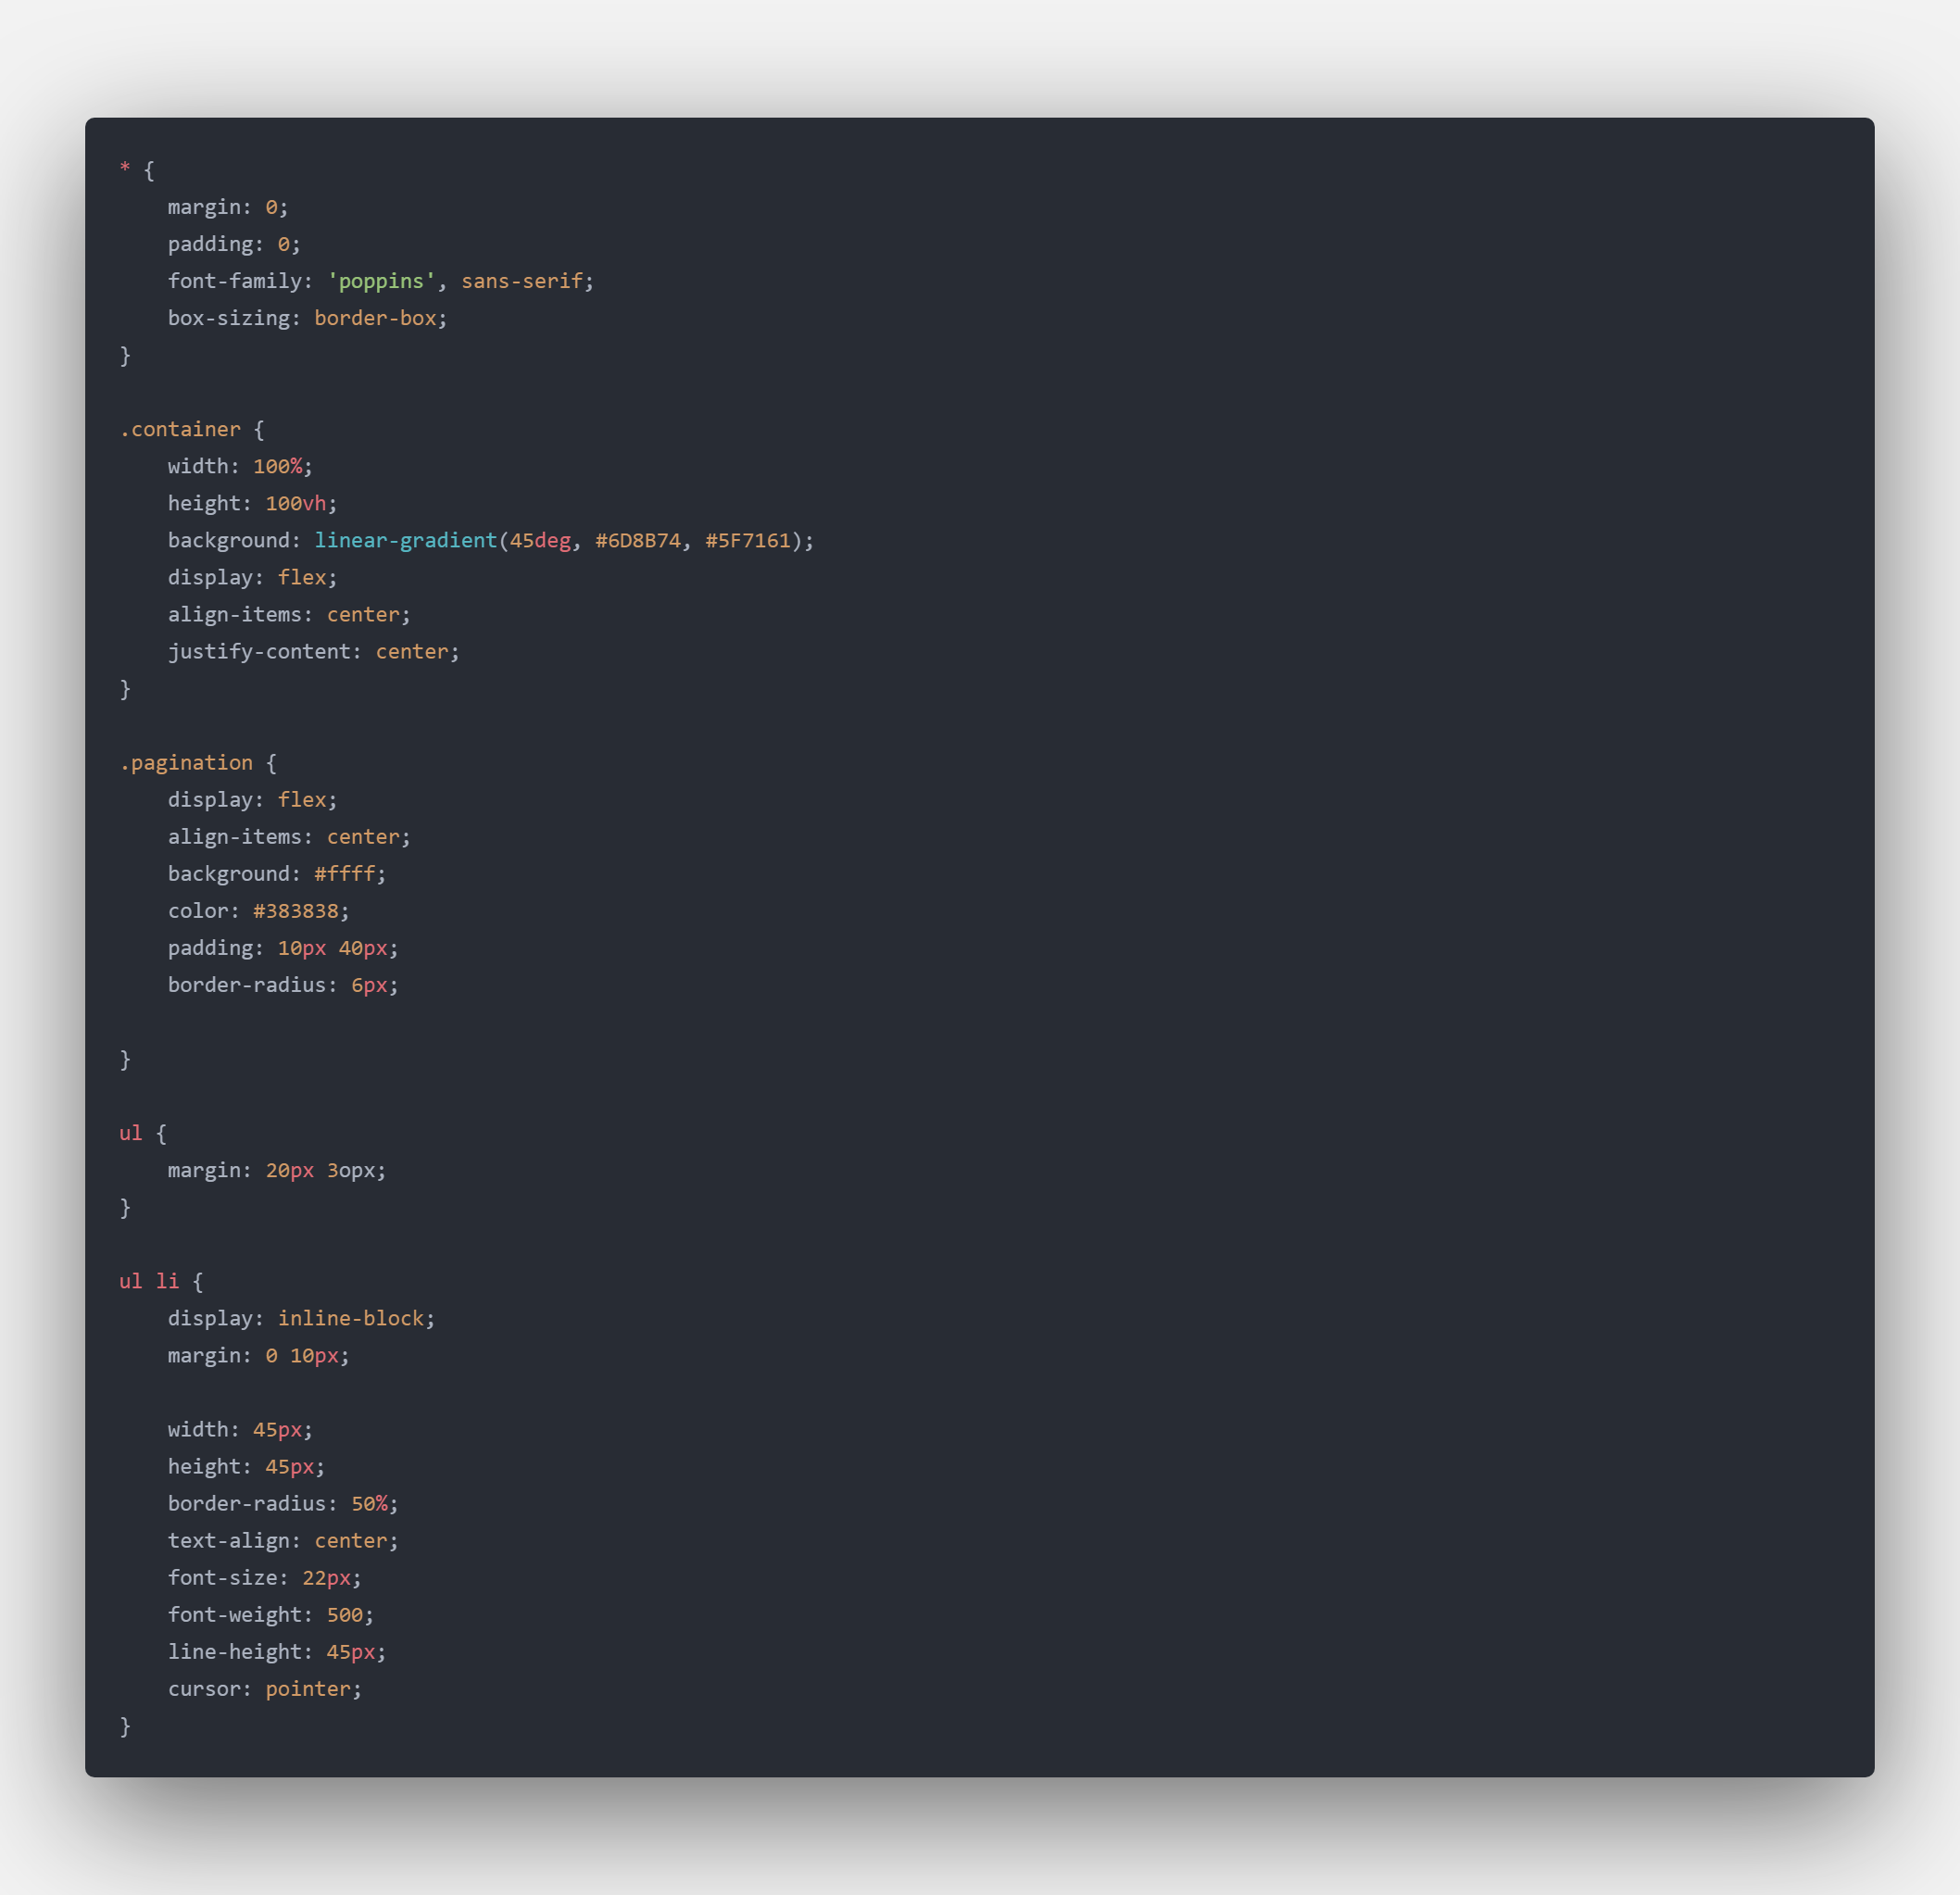 * {
    margin: 0;
    padding: 0;
    font-family: 'poppins', sans-serif;
    box-sizing: border-box;
}
.container {
    width: 100%;
    height: 100vh;
    background: linear-gradient(45deg, #6D8B74, #5F7161);
    display: flex;
    align-items: center;
    justify-content: center;
}
.pagination {
    display: flex;
    align-items: center;
    background: #ffff;
    color: #383838;
    padding: 10px 40px;
    border-radius: 6px;
}
ul {
    margin: 20px 3opx;
}
ul li {
    display: inline-block;
    margin: 0 10px;
    width: 45px;
    height: 45px;
    border-radius: 50%;
    text-align: center;
    font-size: 22px;
    font-weight: 500;
    line-height: 45px;
    cursor: pointer;
}